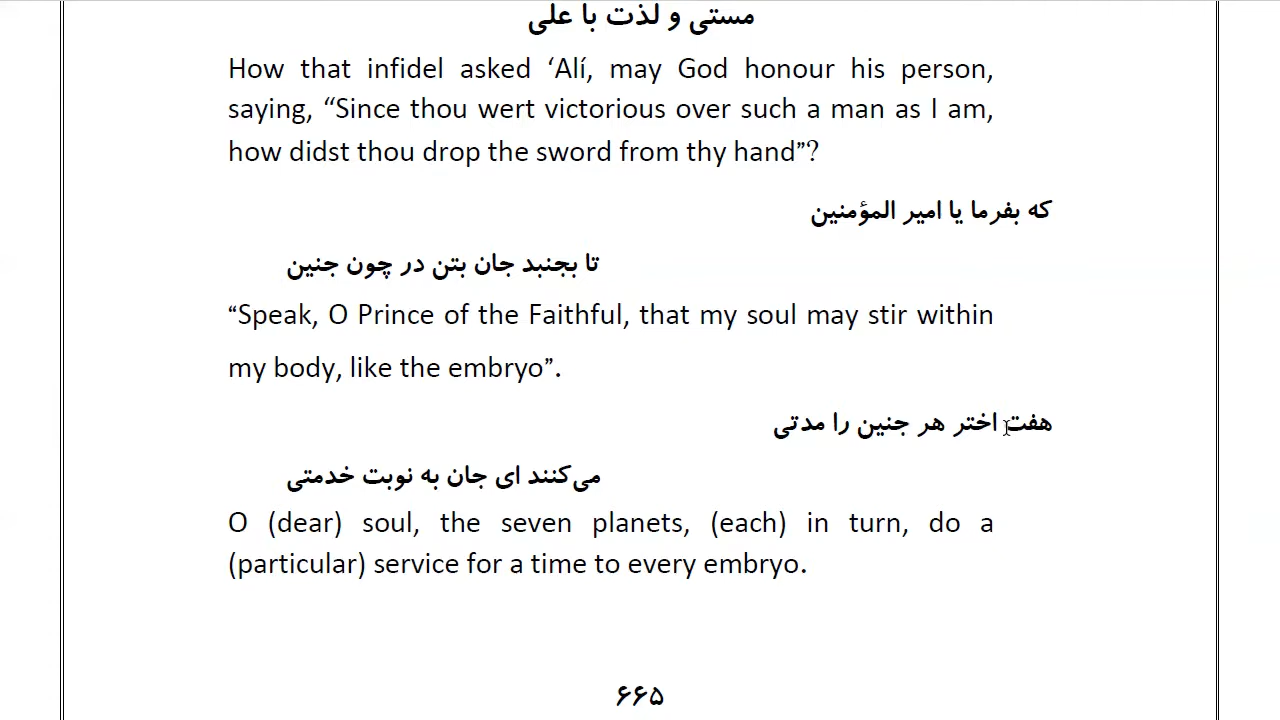 مستی و لذت با علی
How that infidel asked ‘Alí, may God honour his person,
saying, “Since thou wert victorious over such a man as I am,
how didst thou drop the sword from thy hand”?
که بفرما یا امیر المؤمنین
تا بجنبد جان بتن در چون جنین
“Speak, O Prince of the Faithful, that my soul may stir within
my body, like the embryo”.
هفت اختر هر جنین را مدتی
می‌کنند ای جان به نوبت خدمتی
O (dear) soul, the seven planets, (each) in turn, do a
(particular) service for a time to every embryo.
۶۶۵